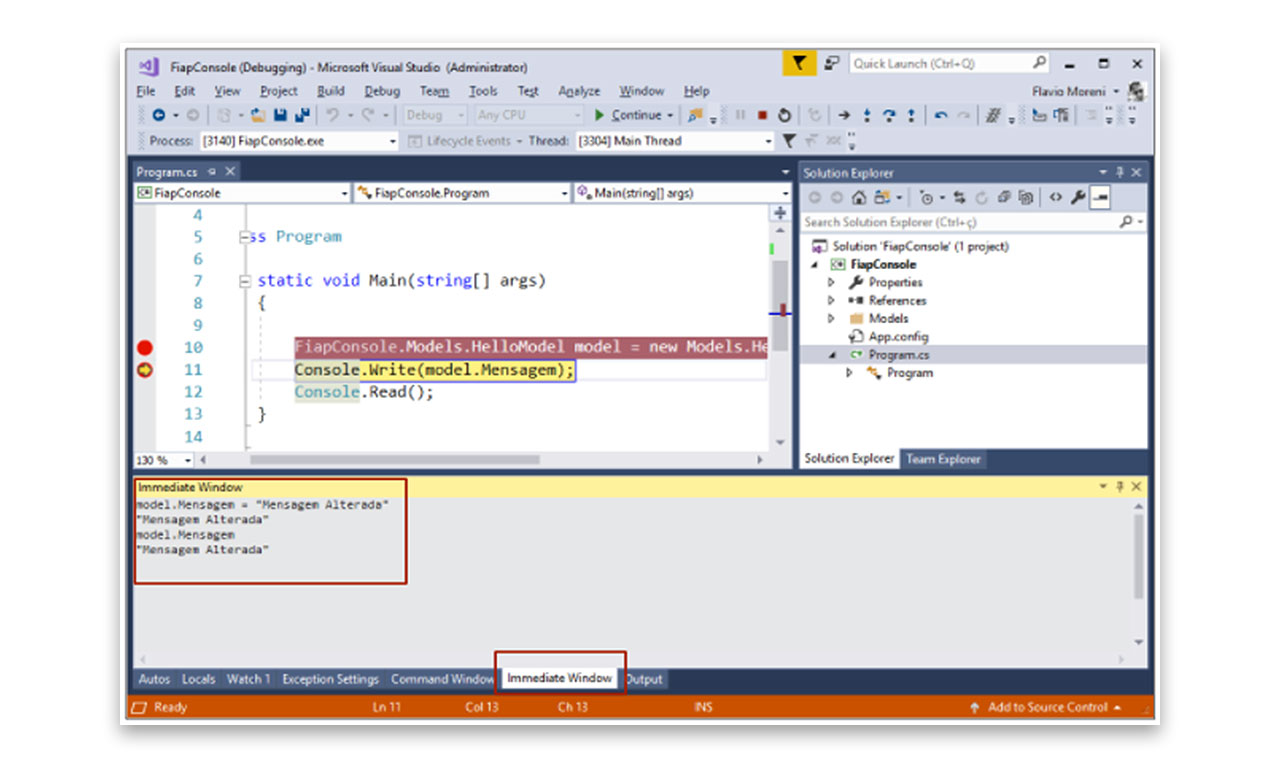 FiapConsole (Debugging) - Microsoft Visual Studio (Administrator)
Quick Launch (Ctrl+Q)
File Edit View Project Build Debug Team Tools Test Analyze Window Help
Flavio Moreni
Debug Any CPU Continue
Process: [3140] FiapConsole.exe Lifecycle Events Thread: [3304] Main Thread
Program.cs
FiapConsole FiapConsole.Program Main(string[] args)
4
5 ss Program
6
7 static void Main(string[] args)
8 {
9
10 FiapConsole.Models.HelloModel model = new Models.He
11 Console.Write(model.Mensagem);
12 Console.Read();
13 }
14
130 %
Solution Explorer
Search Solution Explorer (Ctrl+ç)
Solution 'FiapConsole' (1 project)
FiapConsole
Properties
References
Models
App.config
Program.cs
Program
Solution Explorer Team Explorer
Immediate Window
model.Mensagem = "Mensagem Alterada"
"Mensagem Alterada"
model.Mensagem
"Mensagem Alterada"
Autos Locals Watch 1 Exception Settings Command Window Immediate Window Output
Ready Ln 11 Col 13 Ch 13 INS Add to Source Control